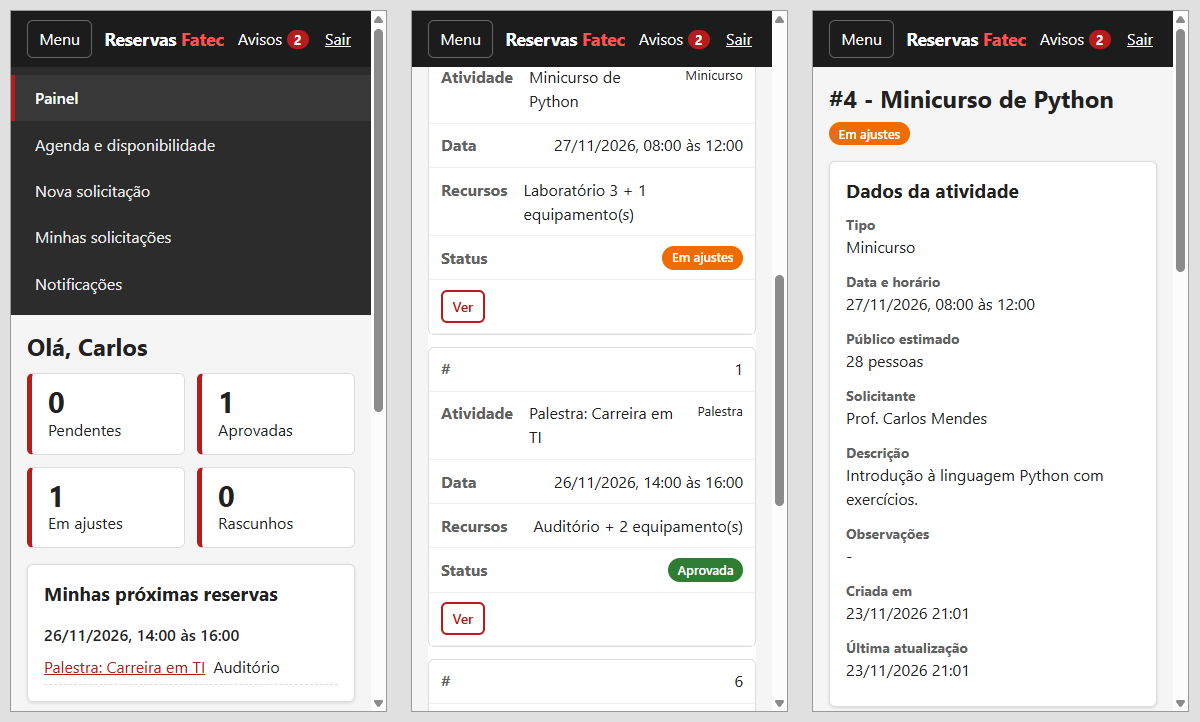 Menu Reservas Fatec Avisos 2 Sair
Painel
Agenda e disponibilidade
Nova solicitação
Minhas solicitações
Notificações
Olá, Carlos
0
Pendentes
1
Aprovadas
1
Em ajustes
0
Rascunhos
Minhas próximas reservas
26/11/2026, 14:00 às 16:00
Palestra: Carreira em TI Auditório
Menu Reservas Fatec Avisos 2 Sair
Atividade Minicurso de Minicurso
Python
Data 27/11/2026, 08:00 às 12:00
Recursos Laboratório 3 + 1
equipamento(s)
Status Em ajustes
Ver
# 1
Atividade Palestra: Carreira em Palestra
TI
Data 26/11/2026, 14:00 às 16:00
Recursos Auditório + 2 equipamento(s)
Status Aprovada
Ver
# 6
Menu Reservas Fatec Avisos 2 Sair
#4 - Minicurso de Python
Em ajustes
Dados da atividade
Tipo
Minicurso
Data e horário
27/11/2026, 08:00 às 12:00
Público estimado
28 pessoas
Solicitante
Prof. Carlos Mendes
Descrição
Introdução à linguagem Python com
exercícios.
Observações
-
Criada em
23/11/2026 21:01
Última atualização
23/11/2026 21:01